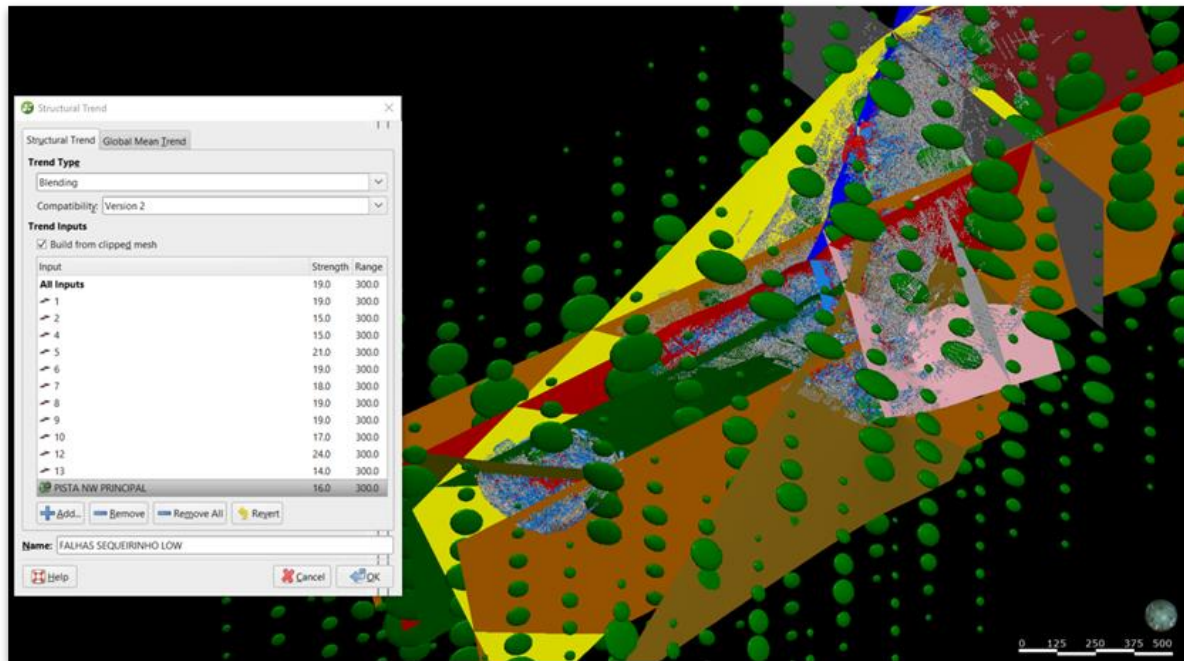 Structural Trend
Structural Trend Global Mean Trend
Trend Type
Blending
Compatibility: Version 2
Trend Inputs
Build from clipped mesh
Input Strength Range
All Inputs 19.0 300.0
1 19.0 300.0
2 15.0 300.0
4 15.0 300.0
5 21.0 300.0
6 19.0 300.0
7 18.0 300.0
8 19.0 300.0
9 19.0 300.0
10 17.0 300.0
12 24.0 300.0
13 14.0 300.0
PISTA NW PRINCIPAL 16.0 300.0
Add... Remove Remove All Revert
Name: FALHAS SEQUEIRINHO LOW
Help Cancel OK
0 125 250 375 500